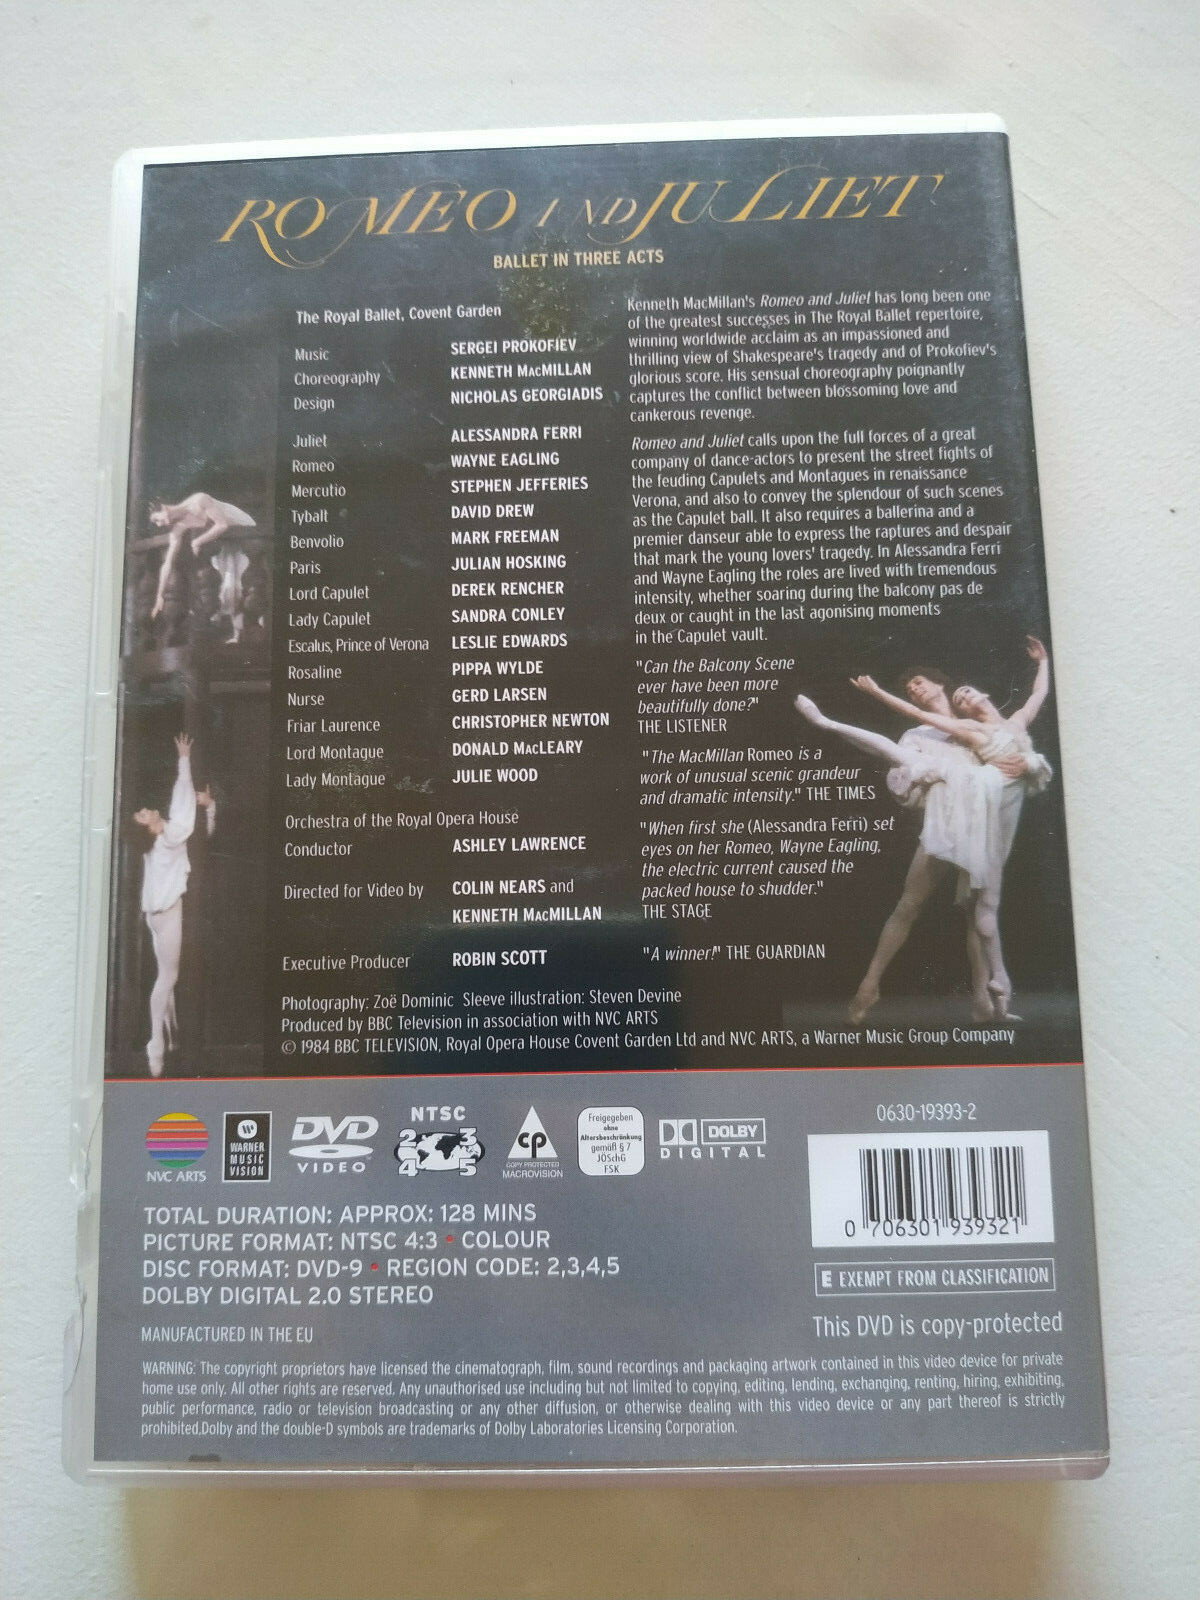 ROMEO AND JULIET
BALLET IN THREE ACTS
The Royal Ballet, Covent Garden
Music SERGEI PROKOFIEV
Choreography KENNETH MACMILLAN
Design NICHOLAS GEORGIADIS
Juliet ALESSANDRA FERRI
Romeo WAYNE EAGLING
Mercutio STEPHEN JEFFERIES
Tybalt DAVID DREW
Benvolio MARK FREEMAN
Paris JULIAN HOSKING
Lord Capulet DEREK RENCHER
Lady Capulet SANDRA CONLEY
Escalus, Prince of Verona LESLIE EDWARDS
Rosaline PIPPA WYLDE
Nurse GERD LARSEN
Friar Laurence CHRISTOPHER NEWTON
Lord Montague DONALD MACLEARY
Lady Montague JULIE WOOD
Orchestra of the Royal Opera House
Conductor ASHLEY LAWRENCE
Directed for Video by COLIN NEARS and
KENNETH MACMILLAN
Executive Producer ROBIN SCOTT
Kenneth MacMillan's Romeo and Juliet has long been one
of the greatest successes in The Royal Ballet repertoire,
winning worldwide acclaim as an impassioned and
thrilling view of Shakespeare's tragedy and of Prokofiev's
glorious score. His sensual choreography poignantly
captures the conflict between blossoming love and
cankerous revenge.
Romeo and Juliet calls upon the full forces of a great
company of dance-actors to present the street fights of
the feuding Capulets and Montagues in renaissance
Verona, and also to convey the splendour of such scenes
as the Capulet ball. It also requires a ballerina and a
premier danseur able to express the raptures and despair
that mark the young lovers' tragedy. In Alessandra Ferri
and Wayne Eagling the roles are lived with tremendous
intensity, whether soaring during the balcony pas de
deux or caught in the last agonising moments
in the Capulet vault.
"Can the Balcony Scene
ever have been more
beautifully done?"
THE LISTENER
"The MacMillan Romeo is a
work of unusual scenic grandeur
and dramatic intensity." THE TIMES
"When first she (Alessandra Ferri) set
eyes on her Romeo, Wayne Eagling,
the electric current caused the
packed house to shudder."
THE STAGE
"A winner!" THE GUARDIAN
Photography: Zoë Dominic Sleeve illustration: Steven Devine
Produced by BBC Television in association with NVC ARTS
© 1984 BBC TELEVISION, Royal Opera House Covent Garden Ltd and NVC ARTS, a Warner Music Group Company
NVC ARTS
WARNER
MUSIC
VISION
DVD
VIDEO
NTSC
2 3
4 5
CP
COPY PROTECTED
MACROVISION
Freigegeben
ohne
Altersbeschränkung
gemäß § 7
JÖSchG
FSK
DOLBY
DIGITAL
0630-19393-2
0 706301 939321
E EXEMPT FROM CLASSIFICATION
This DVD is copy-protected
TOTAL DURATION: APPROX: 128 MINS
PICTURE FORMAT: NTSC 4:3 • COLOUR
DISC FORMAT: DVD-9 • REGION CODE: 2,3,4,5
DOLBY DIGITAL 2.0 STEREO
MANUFACTURED IN THE EU
WARNING: The copyright proprietors have licensed the cinematograph, film, sound recordings and packaging artwork contained in this video device for private
home use only. All other rights are reserved. Any unauthorised use including but not limited to copying, editing, lending, exchanging, renting, hiring, exhibiting,
public performance, radio or television broadcasting or any other diffusion, or otherwise dealing with this video device or any part thereof is strictly
prohibited.Dolby and the double-D symbols are trademarks of Dolby Laboratories Licensing Corporation.